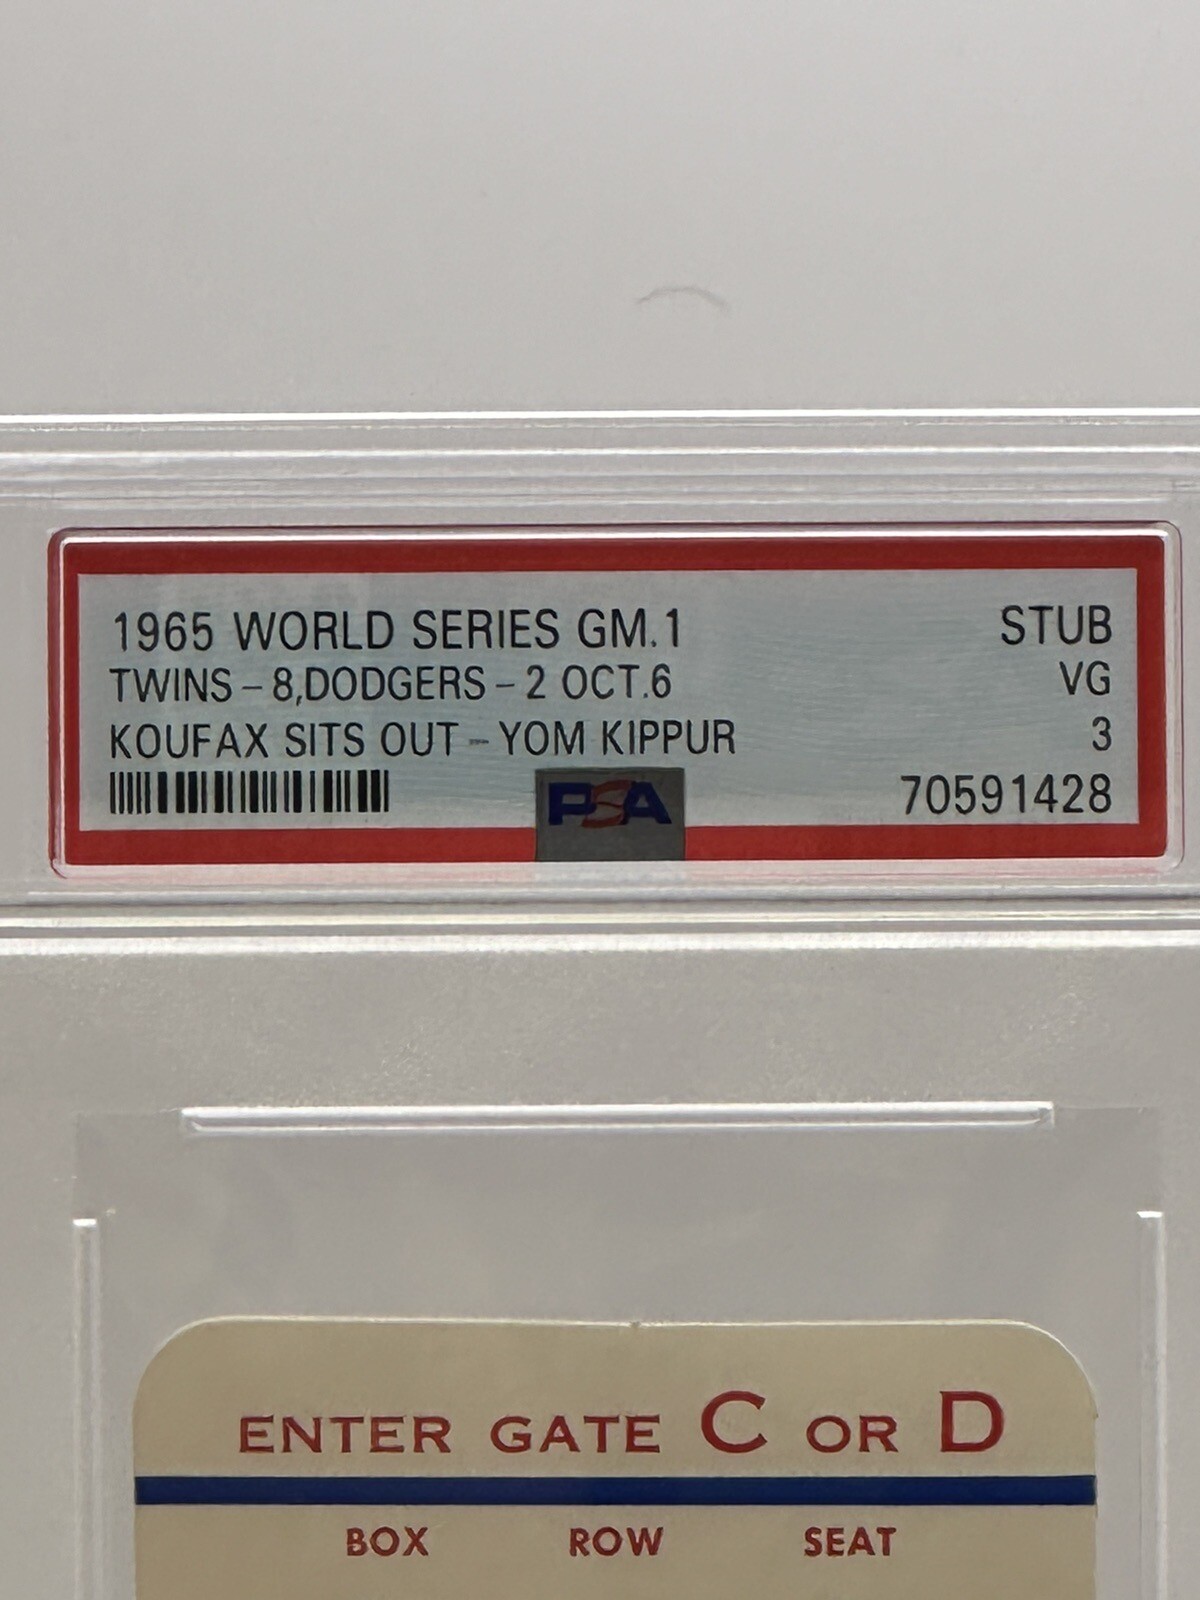 1965 WORLD SERIES GM.1 STUB
TWINS - 8,DODGERS - 2 OCT.6 VG
KOUFAX SITS OUT - YOM KIPPUR 3
PSA 70591428
ENTER GATE C OR D
BOX ROW SEAT